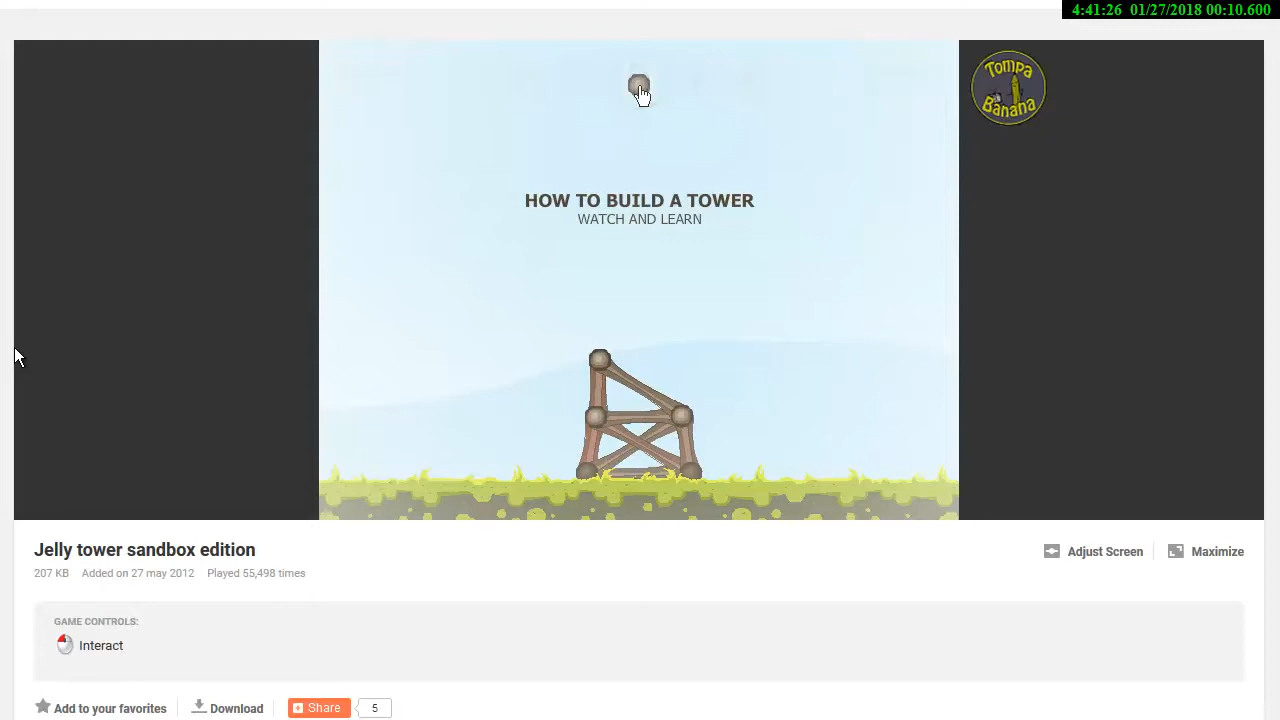 4:41:26 01/27/2018 00:10.600
Tompa
Banana
HOW TO BUILD A TOWER
WATCH AND LEARN
Jelly tower sandbox edition
Adjust Screen
Maximize
207 KB Added on 27 may 2012 Played 55,498 times
GAME CONTROLS:
Interact
Add to your favorites
Download
Share
5